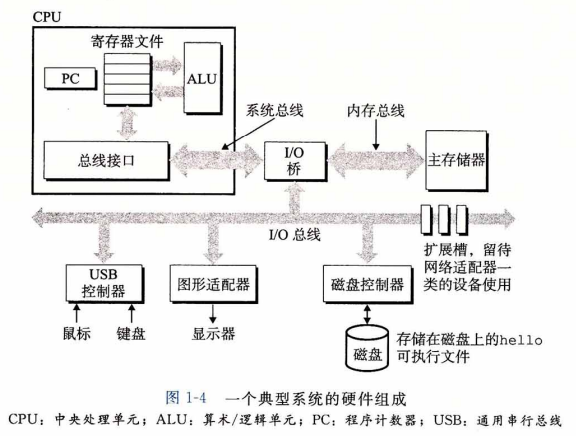 CPU
寄存器文件
PC
ALU
系统总线
内存总线
总线接口
I/O
桥
主存储器
I/O 总线
扩展槽，留待
网络适配器一
类的设备使用
USB
控制器
图形适配器
磁盘控制器
鼠标
键盘
显示器
磁盘
存储在磁盘上的hello
可执行文件
图 1-4 一个典型系统的硬件组成
CPU：中央处理单元；ALU：算术/逻辑单元；PC：程序计数器；USB：通用串行总线